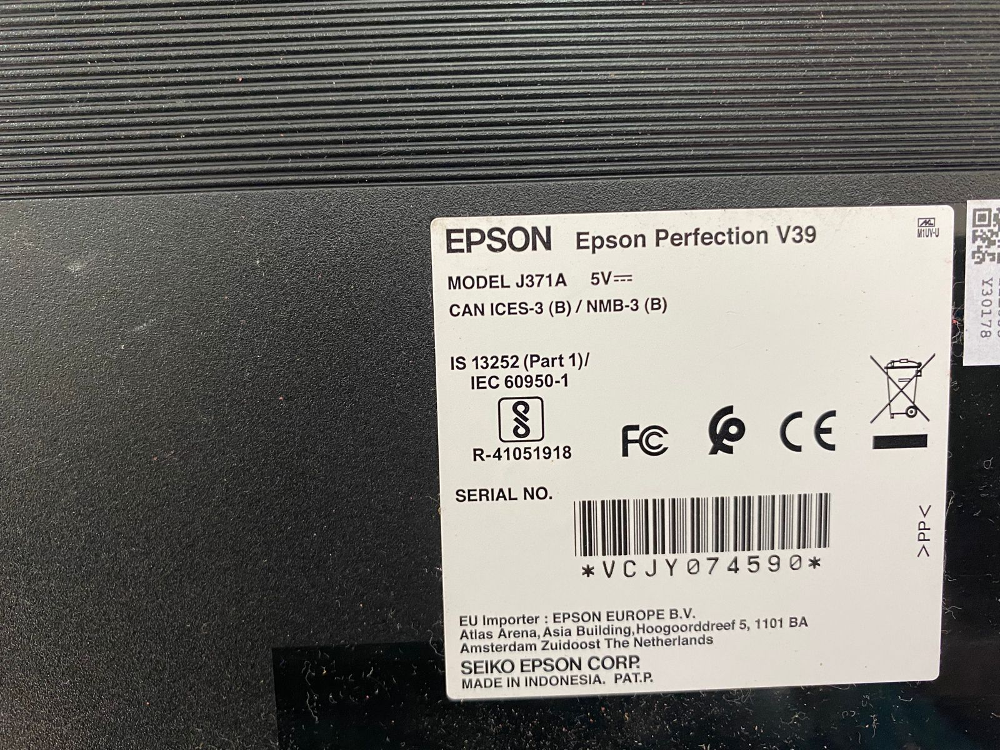 EPSON Epson Perfection V39
M1UV-U
MODEL J371A 5V
CAN ICES-3 (B) / NMB-3 (B)
IS 13252 (Part 1)/
IEC 60950-1
R-41051918
FC CE
SERIAL NO.
*VCJY074590*
>PP<
EU Importer : EPSON EUROPE B.V.
Atlas Arena, Asia Building, Hoogoorddreef 5, 1101 BA
Amsterdam Zuidoost The Netherlands
SEIKO EPSON CORP.
MADE IN INDONESIA. PAT.P.
Y30178